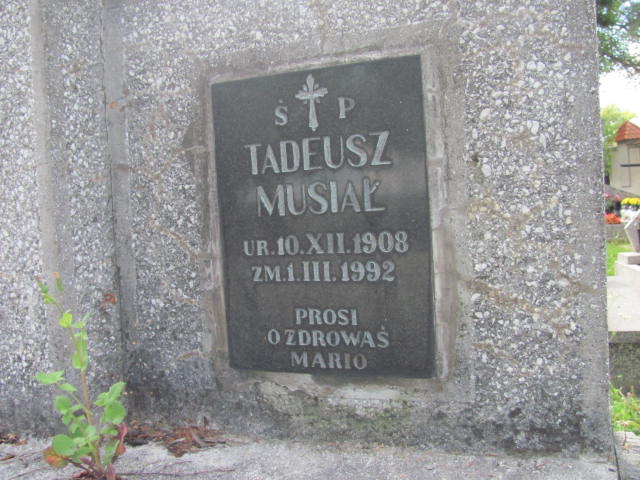 Ś P
TADEUSZ
MUSIAŁ
UR. 10.XII.1908
ZM.1.III.1992
PROSI
O ZDROWAŚ
MARIO